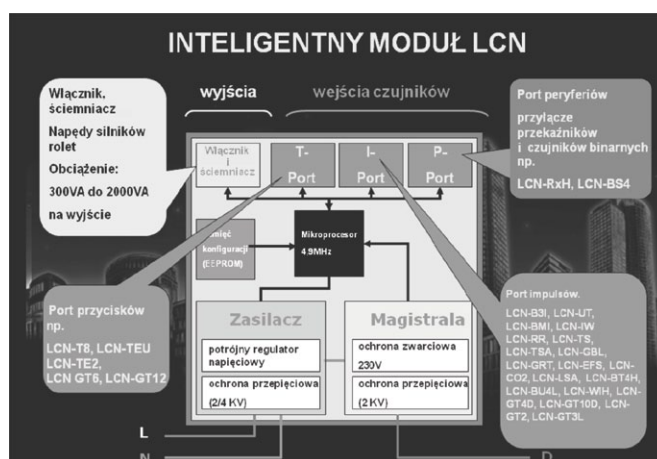 INTELIGENTNY MODUŁ LCN
Włącznik,
ściemniacz
Napędy silników
rolet
Obciążenie:
300VA do 2000VA
na wyjście
wyjścia
wejścia czujników
Port peryferiów
przyłącze
przekaźników
i czujników binarnych
np.
LCN-RxH, LCN-BS4
Włącznik
i
ściemniacz
T-
Port
I-
Port
P-
Port
konfiguracji
(EEPROM)
Mikroprocesor
4.9MHz
Port przycisków
np.
LCN-T8, LCN-TEU
LCN-TE2,
LCN GT6, LCN-GT12
Zasilacz
potrójny regulator
napięciowy
ochrona przepięciowa
(2/4 KV)
Magistrala
ochrona zwarciowa
230V
ochrona przepięciowa
(2 KV)
Port impulsów.
LCN-B3I, LCN-UT,
LCN-BMI, LCN-IW
LCN-RR, LCN-TS,
LCN-TSA, LCN-GBL,
LCN-GRT, LCN-EFS, LCN-
CO2, LCN-LSA, LCN-BT4H,
LCN-BU4L, LCN-WIH, LCN-
GT4D, LCN-GT10D, LCN-
GT2, LCN-GT3L
L
N
D